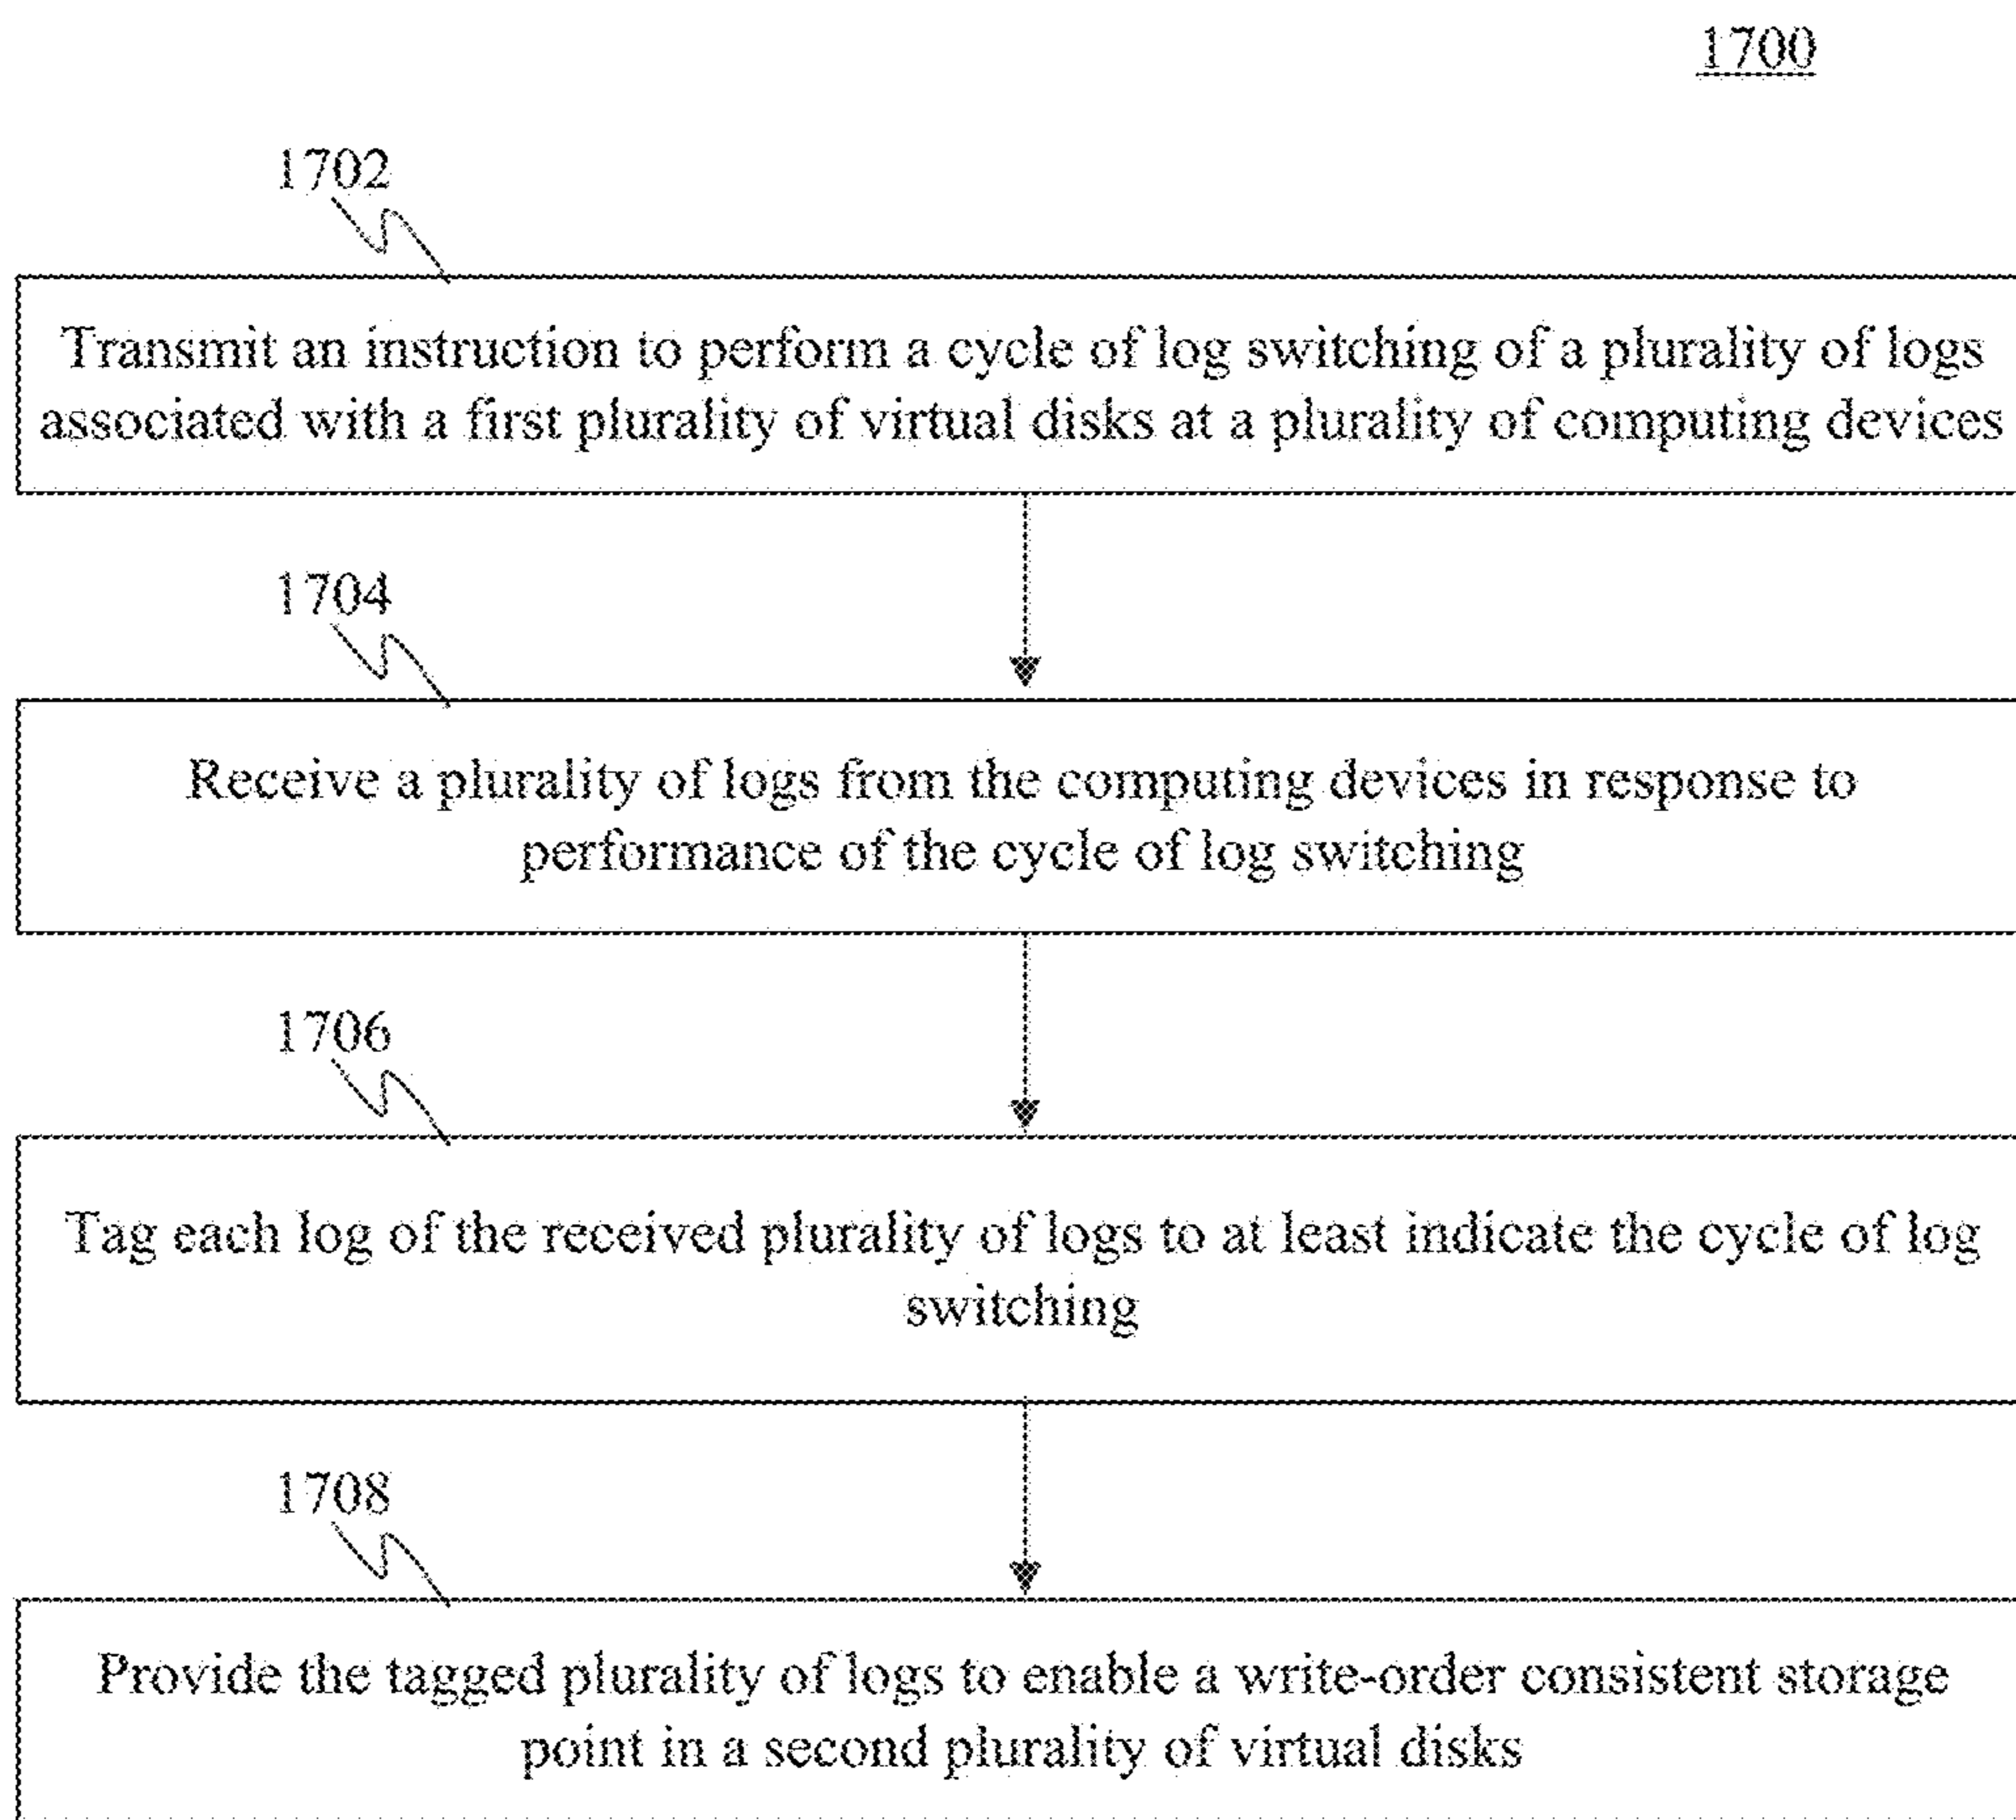 1700
1702
Transmit an instruction to perform a cycle of log switching of a plurality of logs
associated with a first plurality of virtual disks at a plurality of computing devices
1704
Receive a plurality of logs from the computing devices in response to
performance of the cycle of log switching
1706
Tag each log of the received plurality of logs to at least indicate the cycle of log
switching
1708
Provide the tagged plurality of logs to enable a write-order consistent storage
point in a second plurality of virtual disks